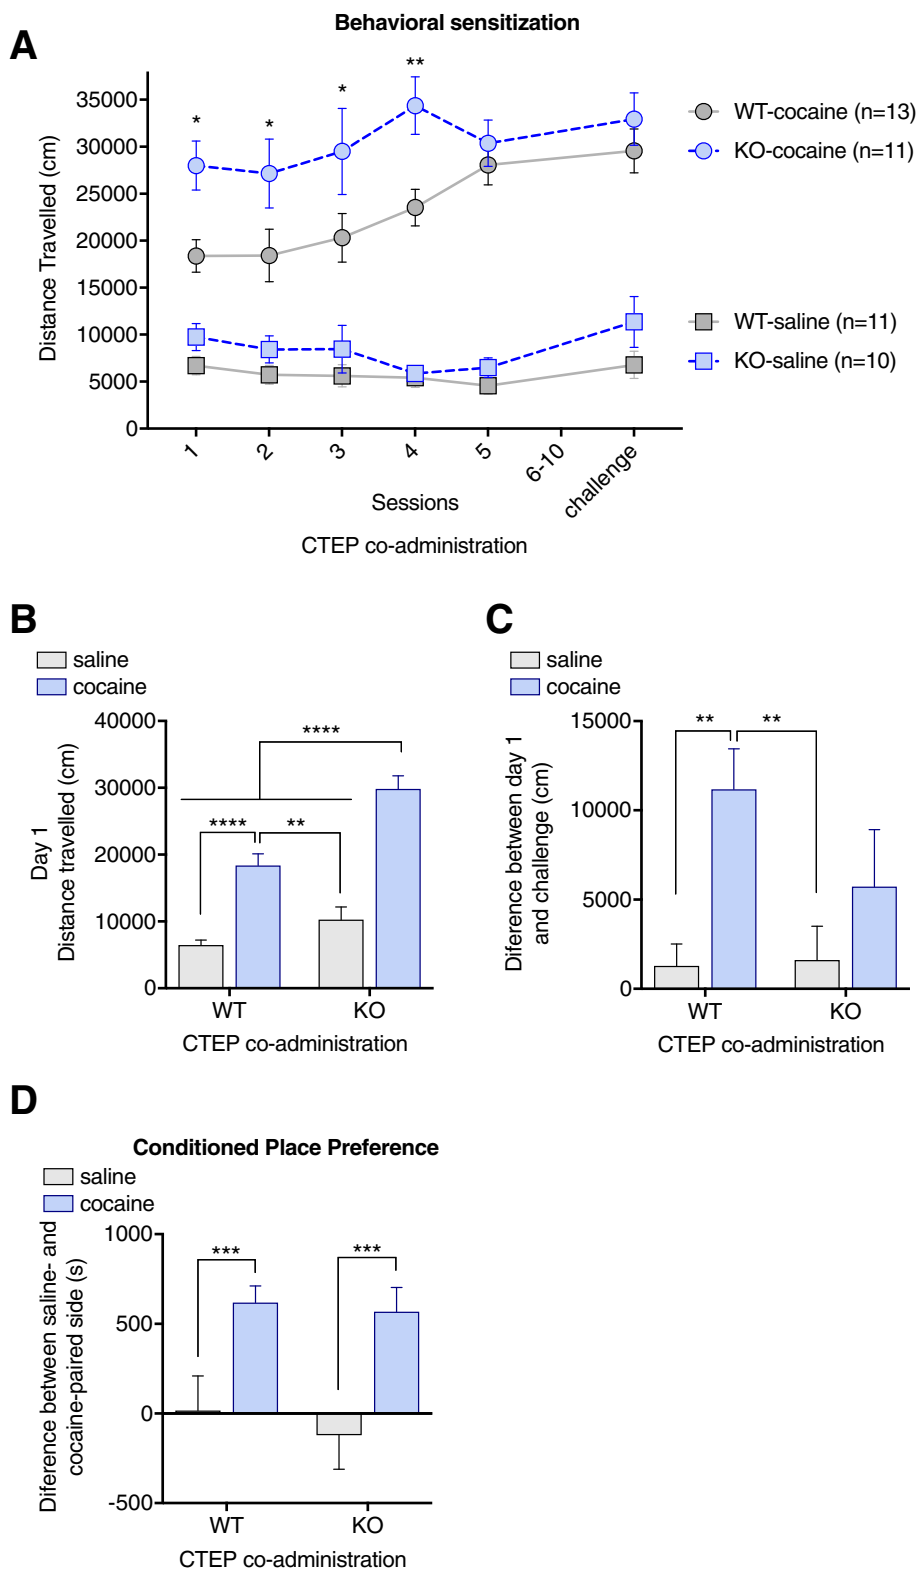 A
Behavioral sensitization
Distance Travelled (cm)
35000
30000
25000
20000
15000
10000
5000
0
*
*
*
**
WT-cocaine (n=13)
KO-cocaine (n=11)
WT-saline (n=11)
KO-saline (n=10)
1
2
3
4
5
6-10
challenge
Sessions
CTEP co-administration
B
saline
cocaine
Day 1
Distance travelled (cm)
40000
30000
20000
10000
0
****
****
**
WT
KO
CTEP co-administration
C
saline
cocaine
Diference between day 1
and challenge (cm)
15000
10000
5000
0
**
**
WT
KO
CTEP co-administration
D
Conditioned Place Preference
saline
cocaine
Diference between saline- and
cocaine-paired side (s)
1000
500
0
-500
***
***
WT
KO
CTEP co-administration